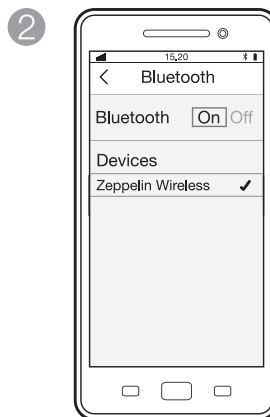 2
15.20
< Bluetooth
Bluetooth On Off
Devices
Zeppelin Wireless ✔